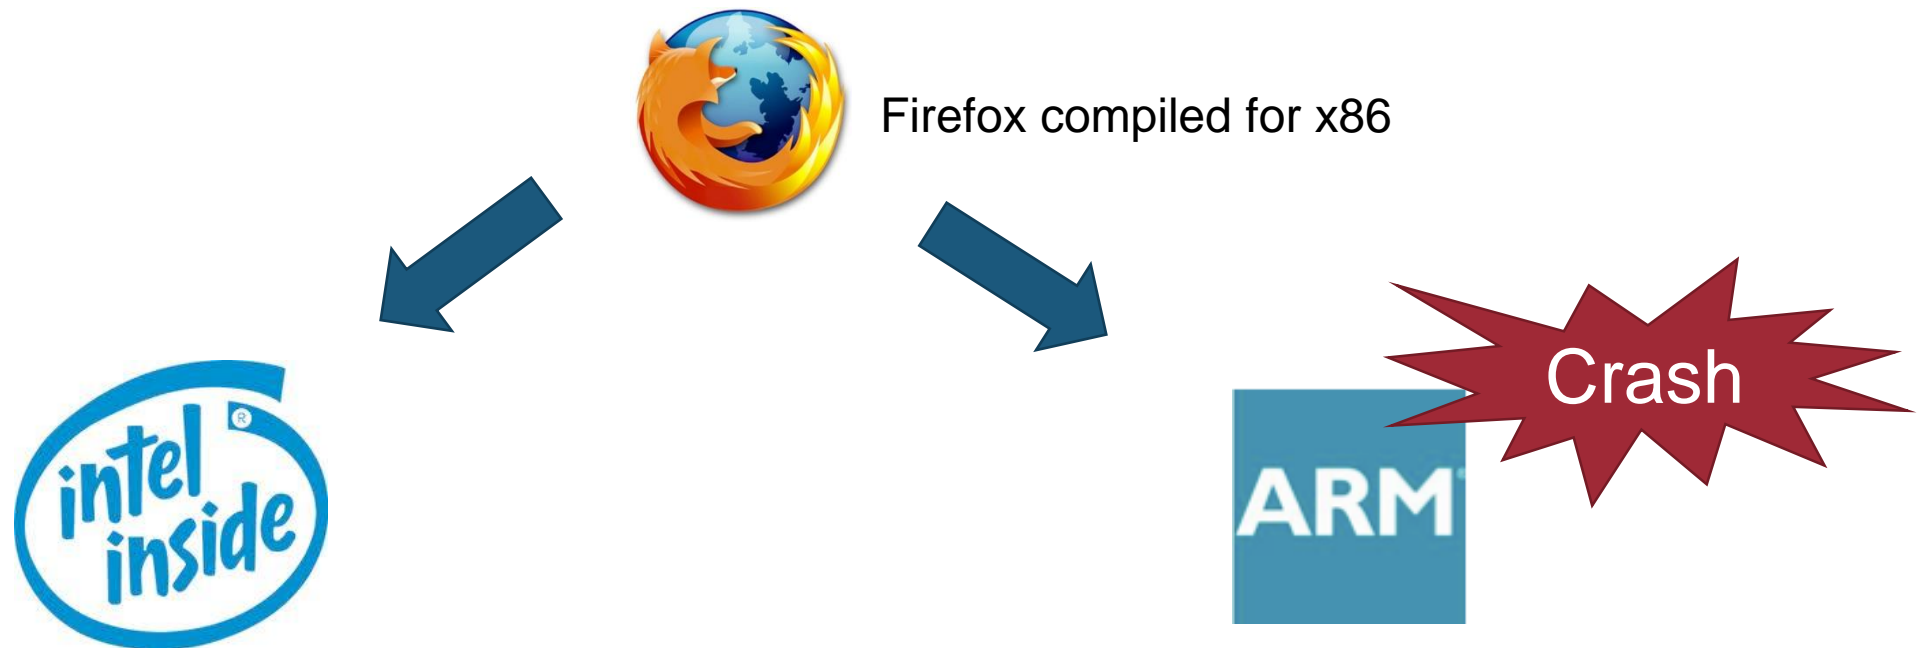 Firefox compiled for x86
Crash
intel®
inside
ARM